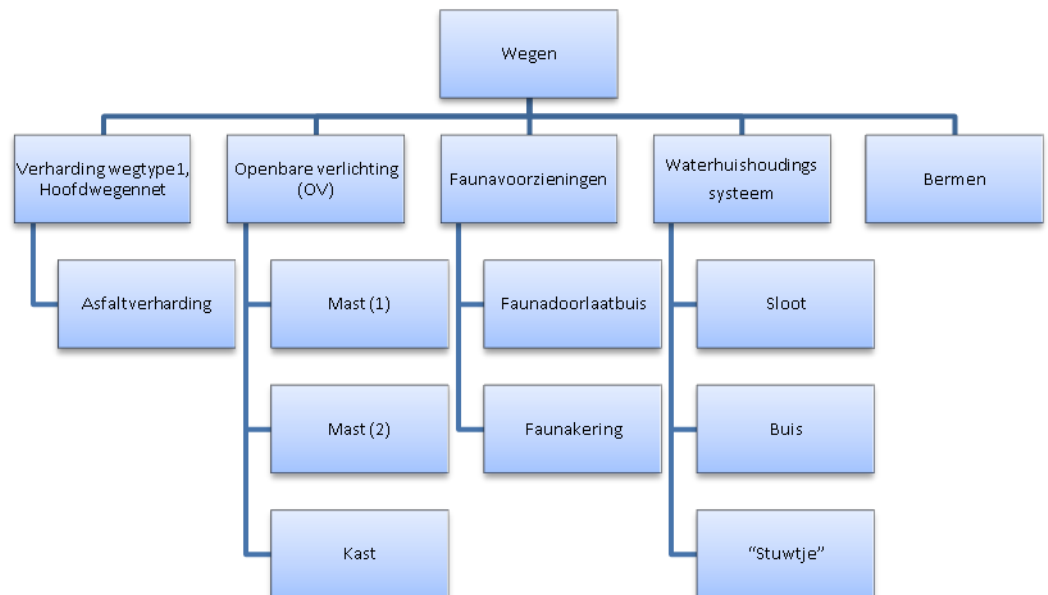 Wegen
Verharding wegtype1,
Hoofdwegennet
Openbare verlichting
(OV)
Faunavoorzieningen
Waterhuishoudings
systeem
Bermen
Asfaltverharding
Mast (1)
Faunadoorlaatbuis
Sloot
Mast (2)
Faunakering
Buis
Kast
“Stuwtje”